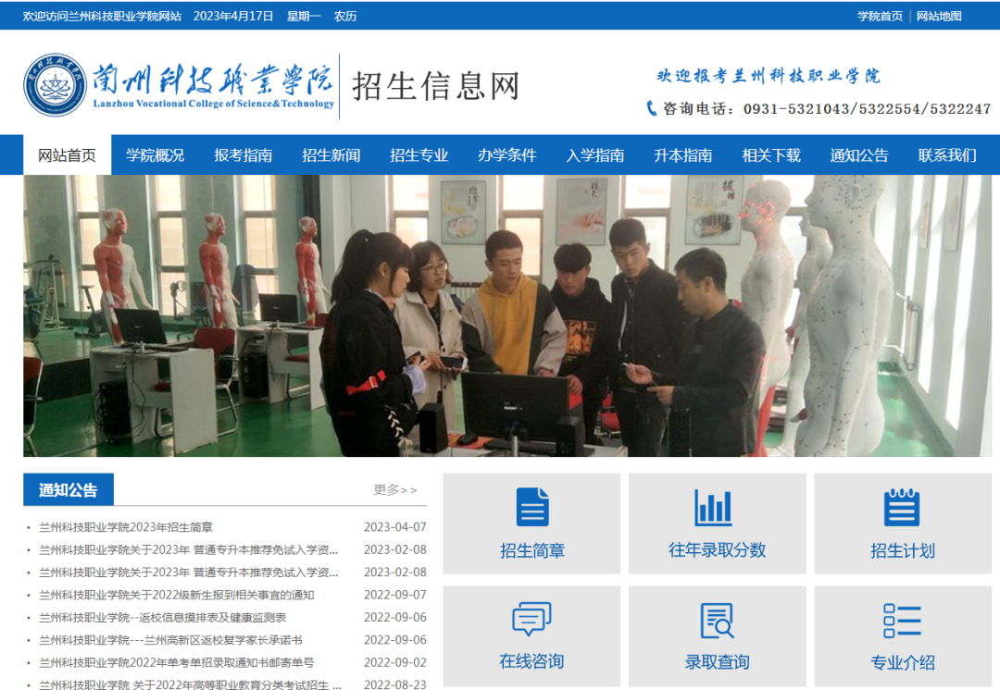 欢迎访问兰州科技职业学院网站 2023年4月17日 星期一 农历
学院首页 | 网站地图
蘭州科技職業学院
Lanzhou Vocational College of Science&Technology
招生信息网
欢迎报考兰州科技职业学院
咨询电话：0931-5321043/5322554/5322247
网站首页 学院概况 报考指南 招生新闻 招生专业 办学条件 入学指南 升本指南 相关下载 通知公告 联系我们
通知公告 更多>>
· 兰州科技职业学院2023年招生简章 2023-04-07
· 兰州科技职业学院关于2023年 普通专升本推荐免试入学资... 2023-02-08
· 兰州科技职业学院关于2023年 普通专升本推荐免试入学资... 2023-02-08
· 兰州科技职业学院关于2022级新生报到相关事宜的通知 2022-09-07
· 兰州科技职业学院--返校信息摸排表及健康监测表 2022-09-06
· 兰州科技职业学院---兰州高新区返校复学家长承诺书 2022-09-06
· 兰州科技职业学院2022年单考单招录取通知书邮寄单号 2022-09-02
· 兰州科技职业学院 关于2022年高等职业教育分类考试招生 ... 2022-08-23
招生简章 往年录取分数 招生计划
在线咨询 录取查询 专业介绍